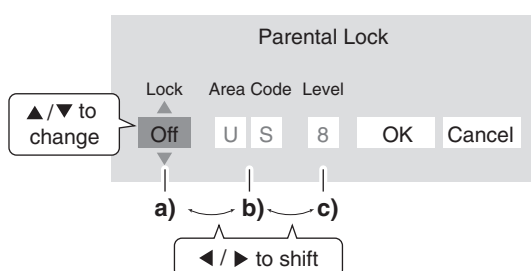 Parental Lock
Lock Area Code Level
▲/▼ to
change
Off U S 8 OK Cancel
a) b) c)
◀ / ▶ to shift